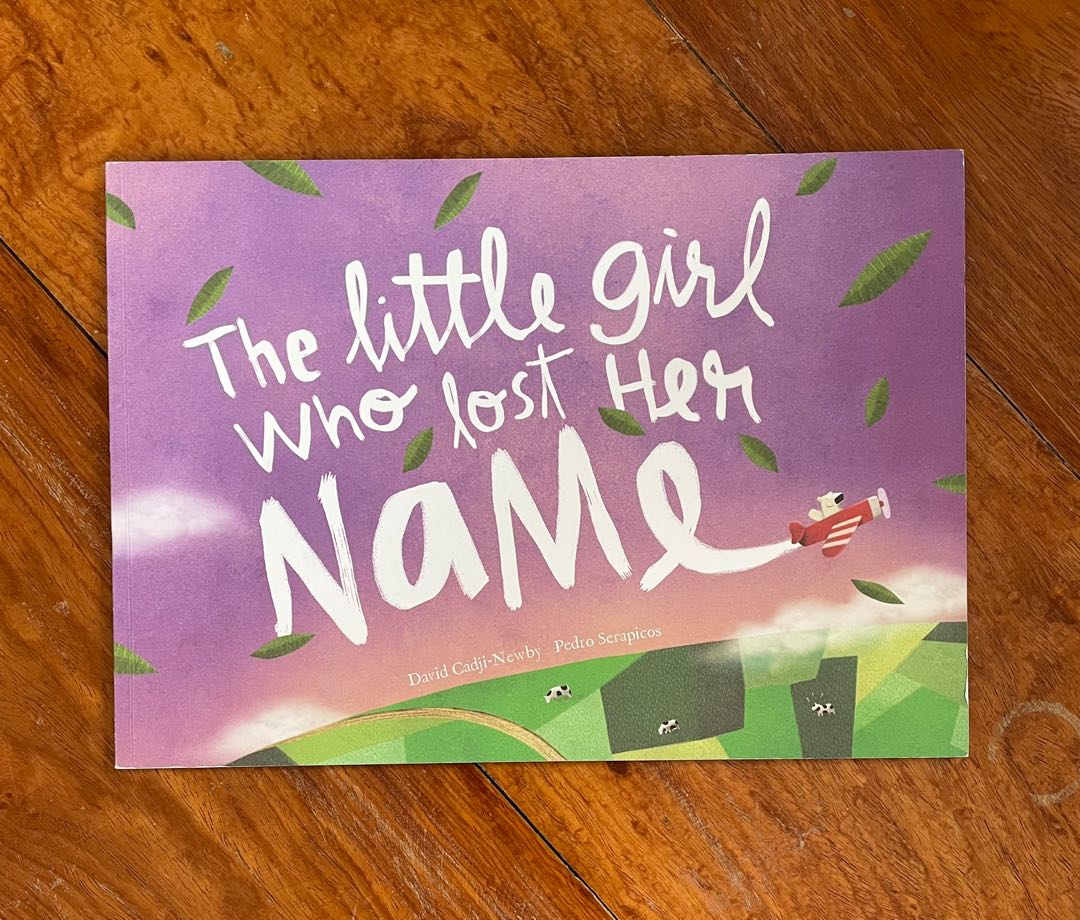 The little girl
who lost Her
NaMe
David Cadji-Newby Pedro Serapicos